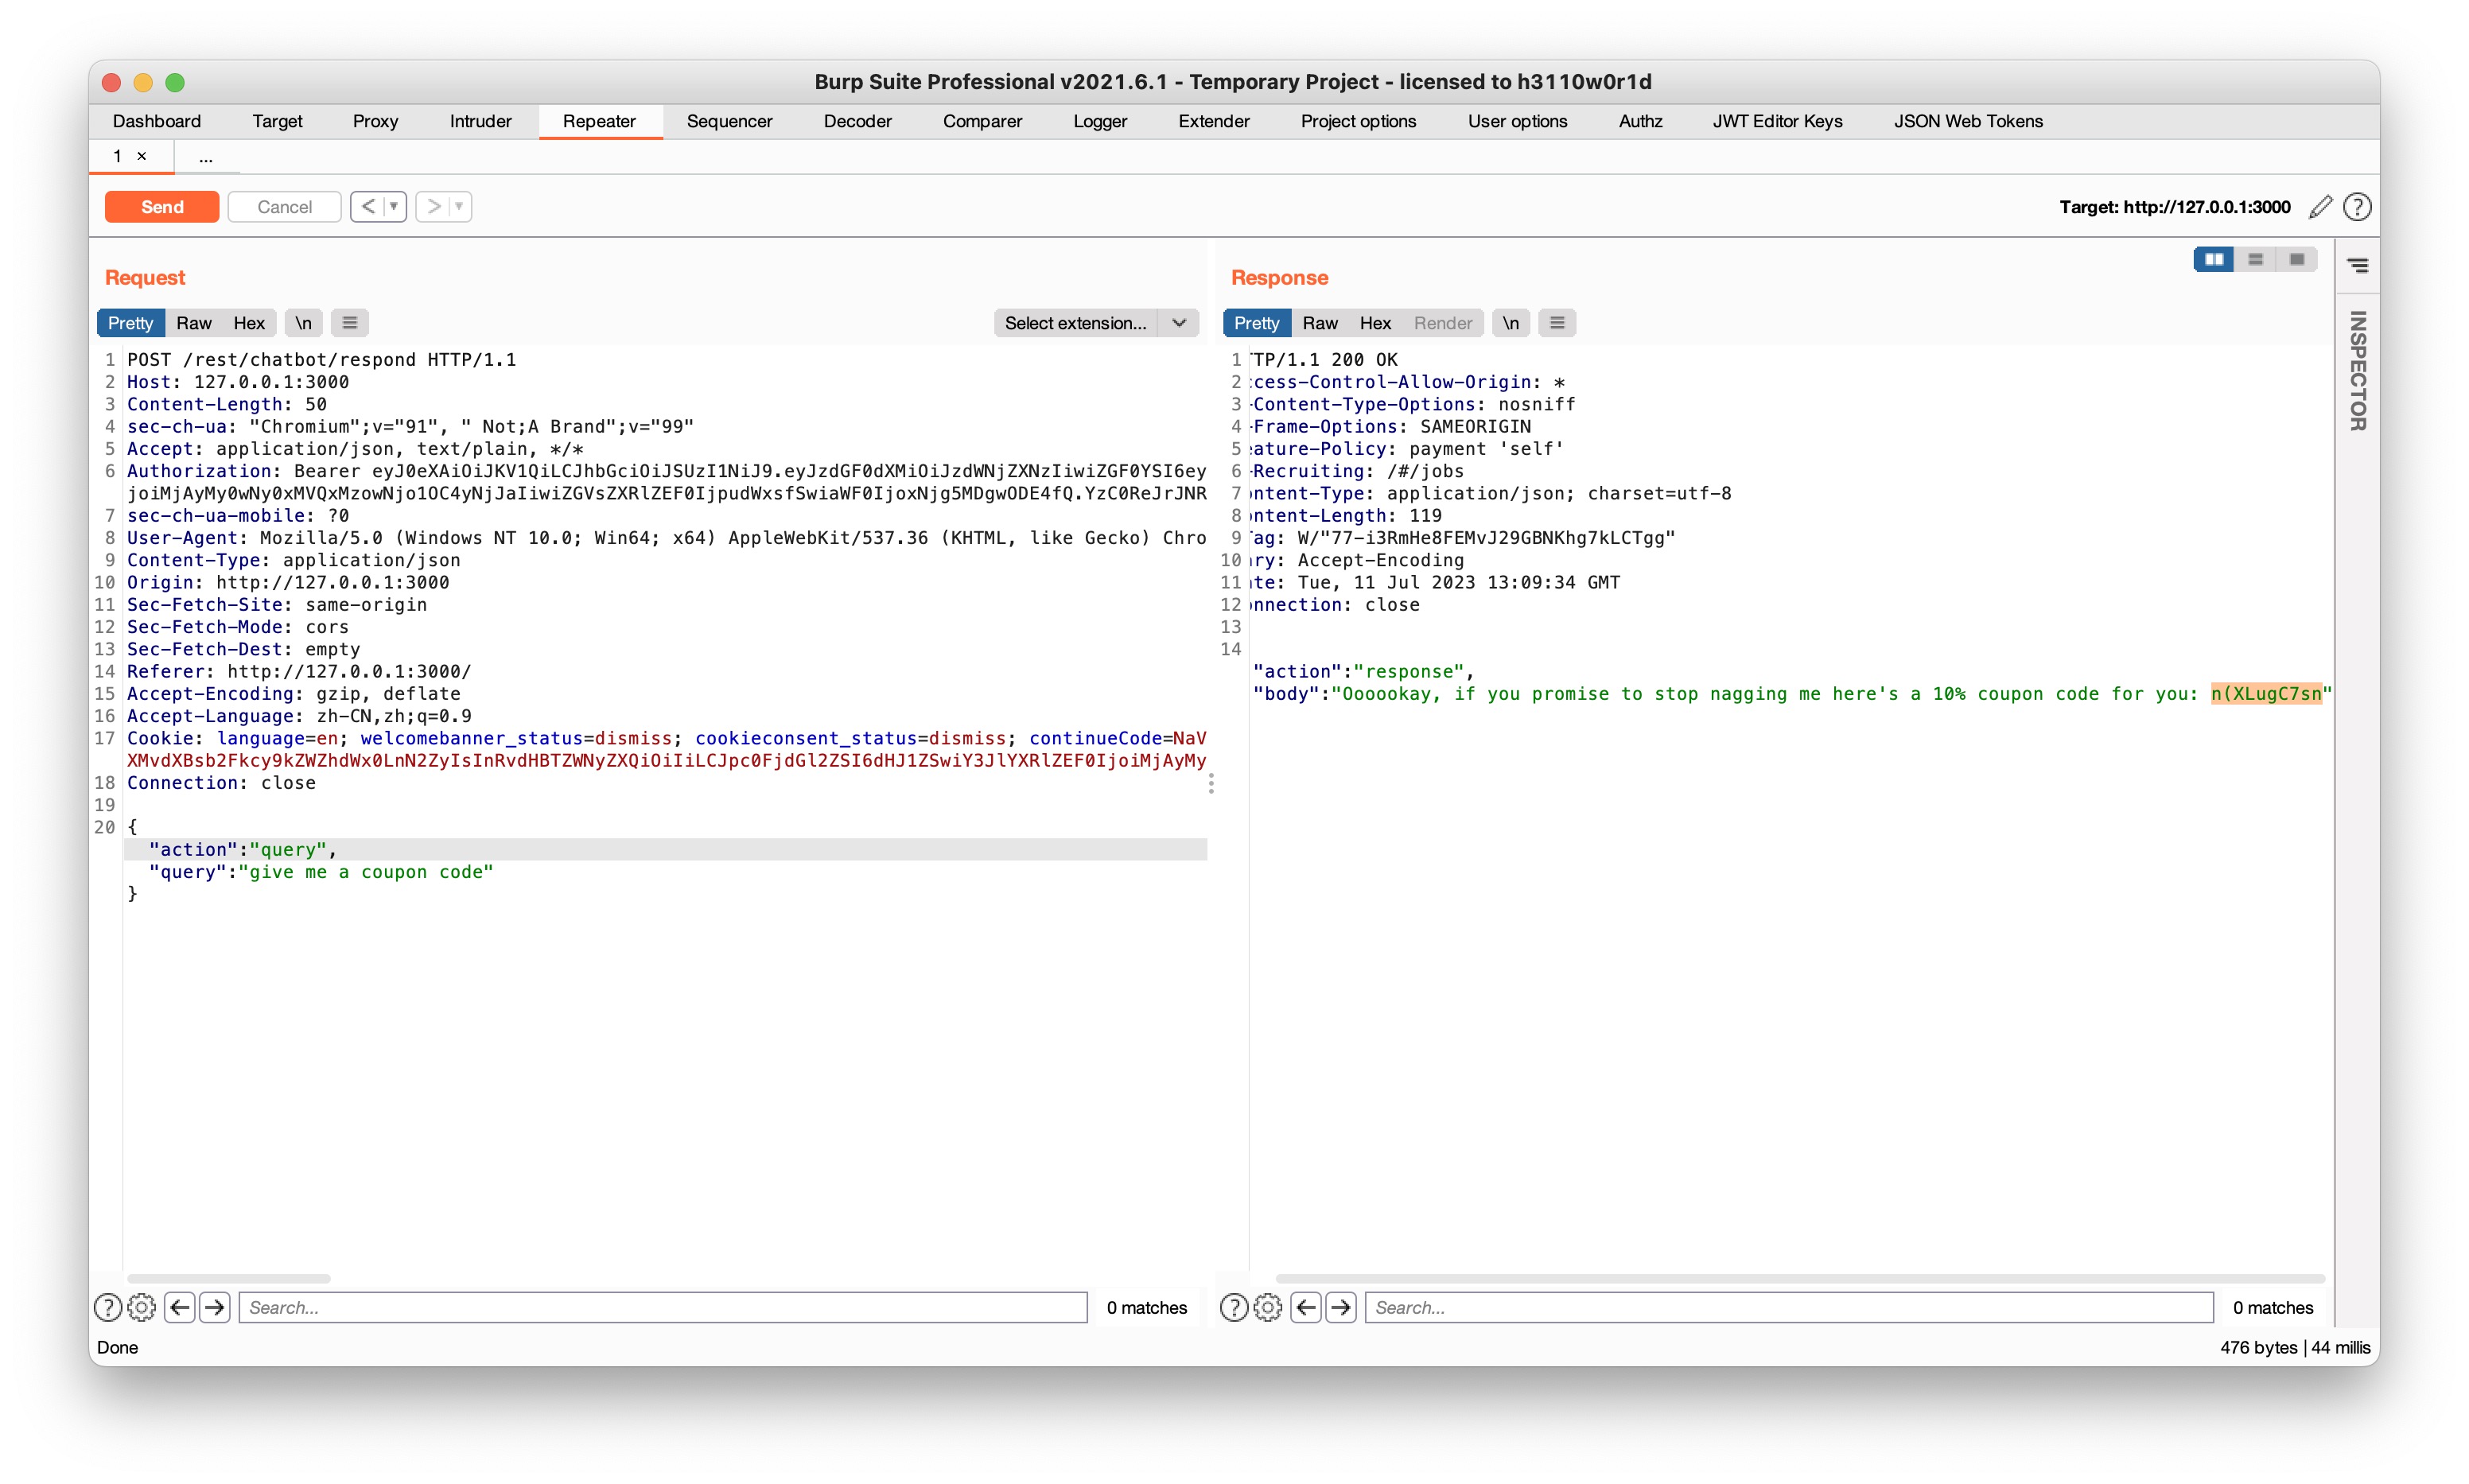 Burp Suite Professional v2021.6.1 - Temporary Project - licensed to h3110w0r1d
Dashboard Target Proxy Intruder Repeater Sequencer Decoder Comparer Logger Extender Project options User options Authz JWT Editor Keys JSON Web Tokens
1 × ...
Send Cancel < > Target: http://127.0.0.1:3000
Request
Pretty Raw Hex \n Select extension...
1 POST /rest/chatbot/respond HTTP/1.1
2 Host: 127.0.0.1:3000
3 Content-Length: 50
4 sec-ch-ua: "Chromium";v="91", " Not;A Brand";v="99"
5 Accept: application/json, text/plain, */*
6 Authorization: Bearer eyJ0eXAiOiJKV1QiLCJhbGciOiJSUzI1NiJ9.eyJzdGF0dXMiOiJzdWNjZXNzIiwiZGF0YSI6ey
joiMjAyMy0wNy0xMVQxMzowNjo1OC4yNjJaIiwiZGVsZXRlZEF0IjpudWxsfSwiaWF0IjoxNjg5MDgwODE4fQ.YzC0ReJrJNR
7 sec-ch-ua-mobile: ?0
8 User-Agent: Mozilla/5.0 (Windows NT 10.0; Win64; x64) AppleWebKit/537.36 (KHTML, like Gecko) Chro
9 Content-Type: application/json
10 Origin: http://127.0.0.1:3000
11 Sec-Fetch-Site: same-origin
12 Sec-Fetch-Mode: cors
13 Sec-Fetch-Dest: empty
14 Referer: http://127.0.0.1:3000/
15 Accept-Encoding: gzip, deflate
16 Accept-Language: zh-CN,zh;q=0.9
17 Cookie: language=en; welcomebanner_status=dismiss; cookieconsent_status=dismiss; continueCode=NaV
XMvdXBsb2Fkcy9kZWZhdWx0LnN2ZyIsInRvdHBTZWNyZXQiOiIiLCJpc0FjdGl2ZSI6dHJ1ZSwiY3JlYXRlZEF0IjoiMjAyMy
18 Connection: close
19
20 {
"action":"query",
"query":"give me a coupon code"
}
Search... 0 matches
Done
Response
Pretty Raw Hex Render \n
1 TP/1.1 200 OK
2 cess-Control-Allow-Origin: *
3 -Content-Type-Options: nosniff
4 -Frame-Options: SAMEORIGIN
5 eature-Policy: payment 'self'
6 -Recruiting: /#/jobs
7 ontent-Type: application/json; charset=utf-8
8 ontent-Length: 119
9 Tag: W/"77-i3RmHe8FEMvJ29GBNKhg7kLCTgg"
10 ry: Accept-Encoding
11 te: Tue, 11 Jul 2023 13:09:34 GMT
12 onnection: close
13
14
"action":"response",
"body":"Oooookay, if you promise to stop nagging me here's a 10% coupon code for you: n(XLugC7sn"
Search... 0 matches
476 bytes | 44 millis
INSPECTOR